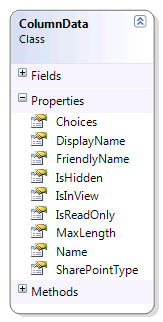 ColumnData
Class
Fields
Properties
Choices
DisplayName
FriendlyName
IsHidden
IsInView
IsReadOnly
MaxLength
Name
SharePointType
Methods